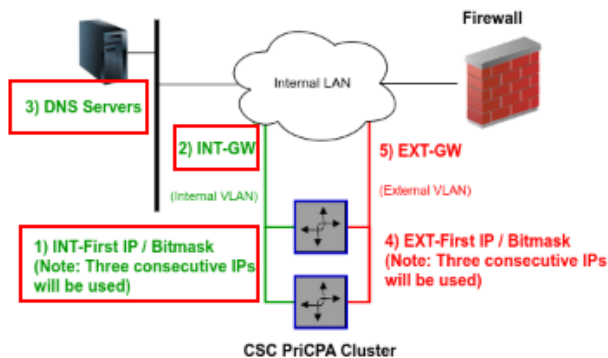 Firewall
Internal LAN
3) DNS Servers
2) INT-GW
5) EXT-GW
(Internal VLAN)
(External VLAN)
1) INT-First IP / Bitmask
(Note: Three consecutive IPs
will be used)
4) EXT-First IP / Bitmask
(Note: Three consecutive IPs
will be used)
CSC PriCPA Cluster